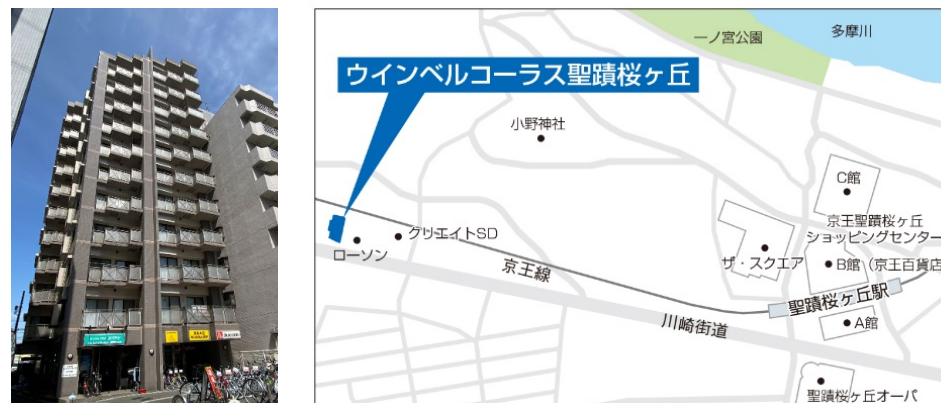 ウインベルコーラス聖蹟桜ヶ丘
一ノ宮公園
多摩川
小野神社
C館
京王聖蹟桜ヶ丘
ショッピングセンター
クリエイトSD
ローソン
ザ・スクエア
B館（京王百貨店
京王線
聖蹟桜ヶ丘駅
川崎街道
A館
聖蹟桜ヶ丘オーパ